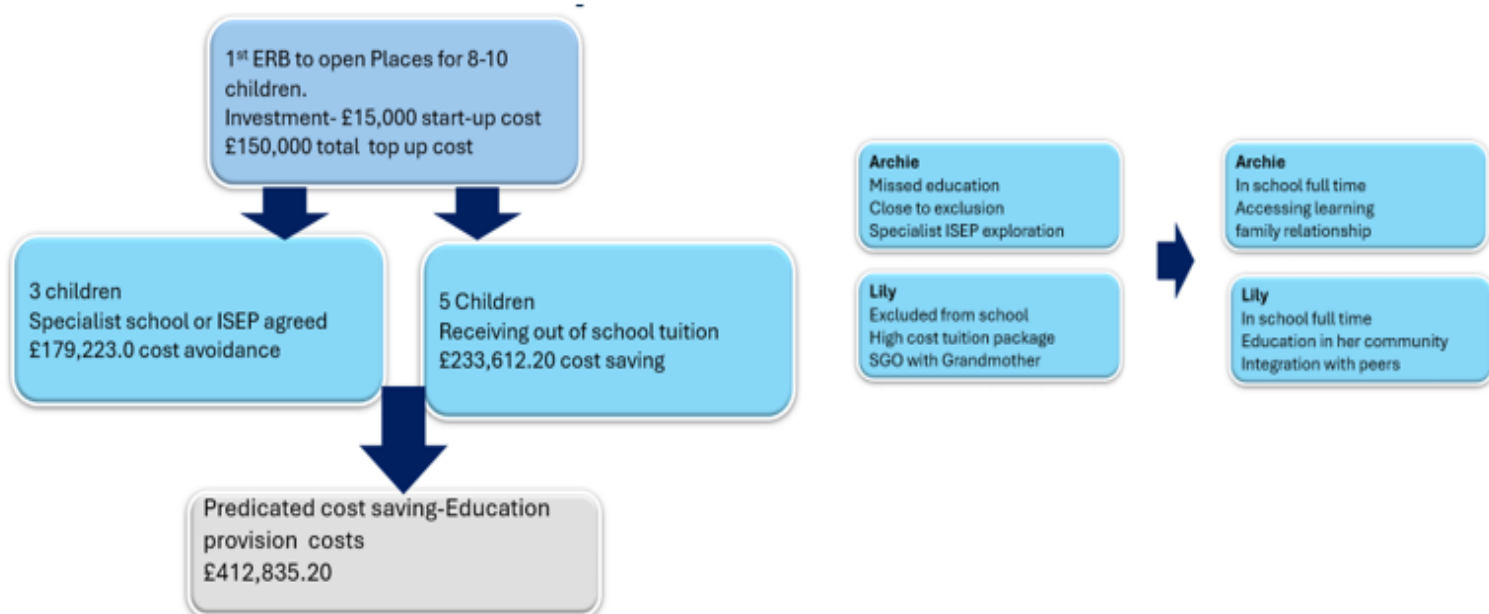 1st ERB to open Places for 8-10
children.
Investment- £15,000 start-up cost
£150,000 total top up cost
3 children
Specialist school or ISEP agreed
£179,223.0 cost avoidance
5 Children
Receiving out of school tuition
£233,612.20 cost saving
Predicated cost saving-Education
provision costs
£412,835.20
Archie
Missed education
Close to exclusion
Specialist ISEP exploration
Lily
Excluded from school
High cost tuition package
SGO with Grandmother
Archie
In school full time
Accessing learning
family relationship
Lily
In school full time
Education in her community
Integration with peers